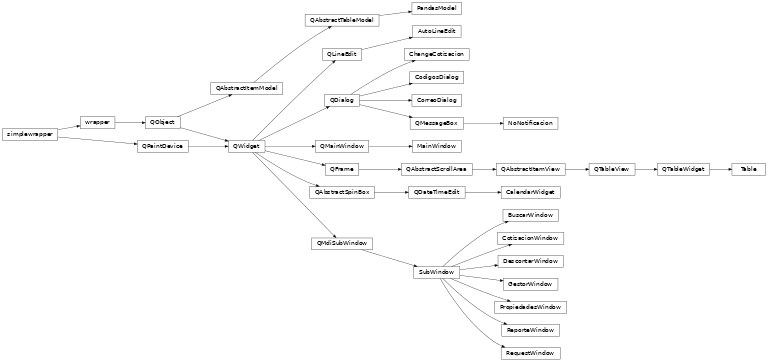 PandasModel
QAbstractTableModel
AutoLineEdit
QLineEdit
ChangeCotizacion
CodigosDialog
QAbstractItemModel
QDialog
CorreoDialog
wrapper
QObject
QMessageBox
NoNotificacion
simplewrapper
QPaintDevice
QWidget
QMainWindow
MainWindow
QFrame
QAbstractScrollArea
QAbstractItemView
QTableView
QTableWidget
Table
QAbstractSpinBox
QDateTimeEdit
CalendarWidget
BuscarWindow
CotizacionWindow
QMdiSubWindow
DescontarWindow
SubWindow
GestorWindow
PropiedadesWindow
ReporteWindow
RequestWindow